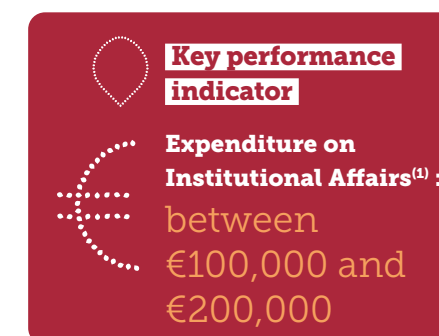 Key performance
indicator
Expenditure on
Institutional Affairs(1) :
between
€100,000 and
€200,000